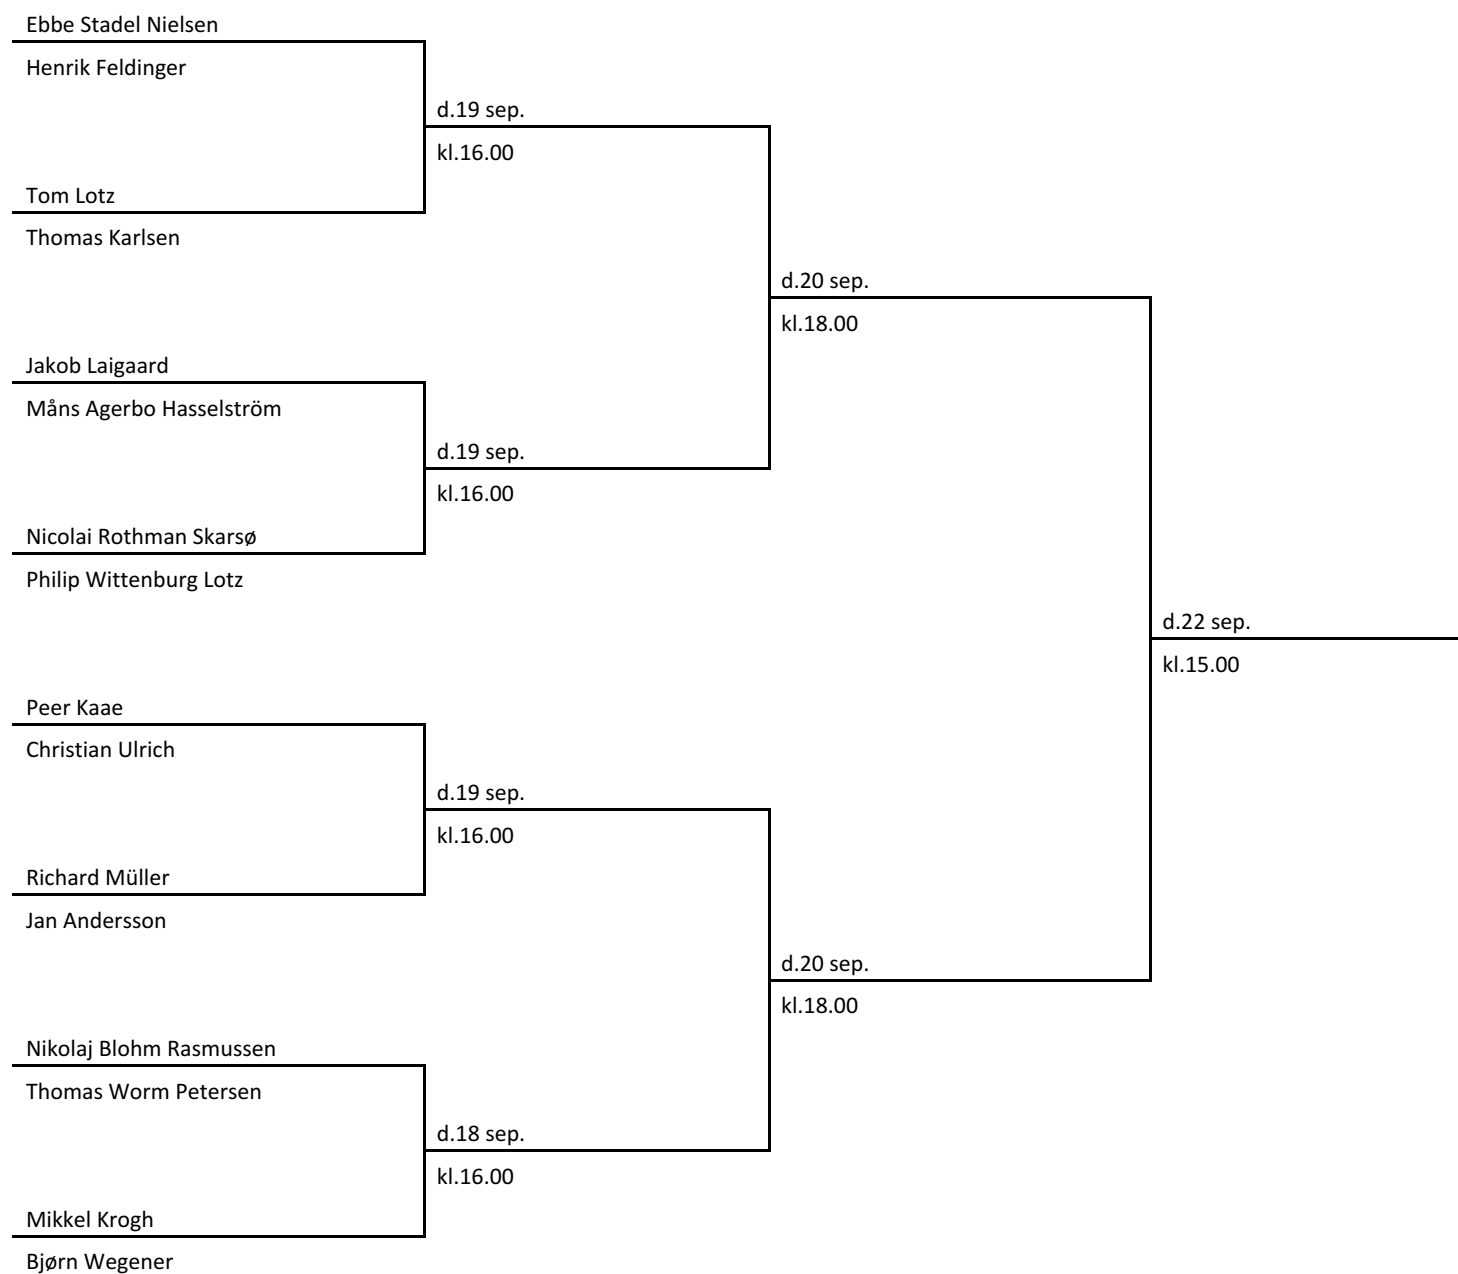 Ebbe Stadel Nielsen
Henrik Feldinger
d.19 sep.
kl.16.00
Tom Lotz
Thomas Karlsen
d.20 sep.
kl.18.00
Jakob Laigaard
Måns Agerbo Hasselström
d.19 sep.
kl.16.00
Nicolai Rothman Skarsø
Philip Wittenburg Lotz
d.22 sep.
kl.15.00
Peer Kaae
Christian Ulrich
d.19 sep.
kl.16.00
Richard Müller
Jan Andersson
d.20 sep.
kl.18.00
Nikolaj Blohm Rasmussen
Thomas Worm Petersen
d.18 sep.
kl.16.00
Mikkel Krogh
Bjørn Wegener